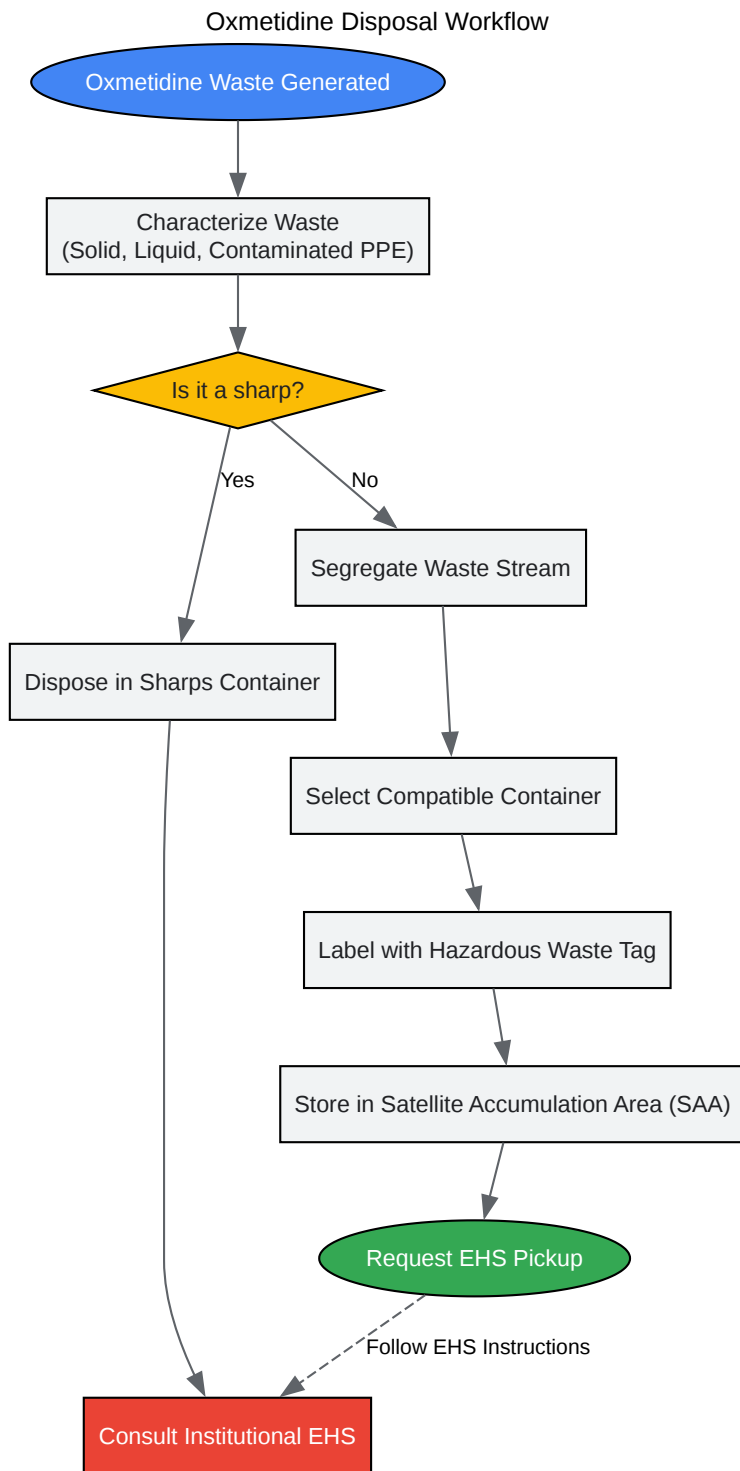 Oxmetidine Disposal Workflow
Oxmetidine Waste Generated
Characterize Waste
(Solid, Liquid, Contaminated PPE)
Is it a sharp?
Yes
No
Segregate Waste Stream
Dispose in Sharps Container
Select Compatible Container
Label with Hazardous Waste Tag
Store in Satellite Accumulation Area (SAA)
Request EHS Pickup
Follow EHS Instructions
Consult Institutional EHS